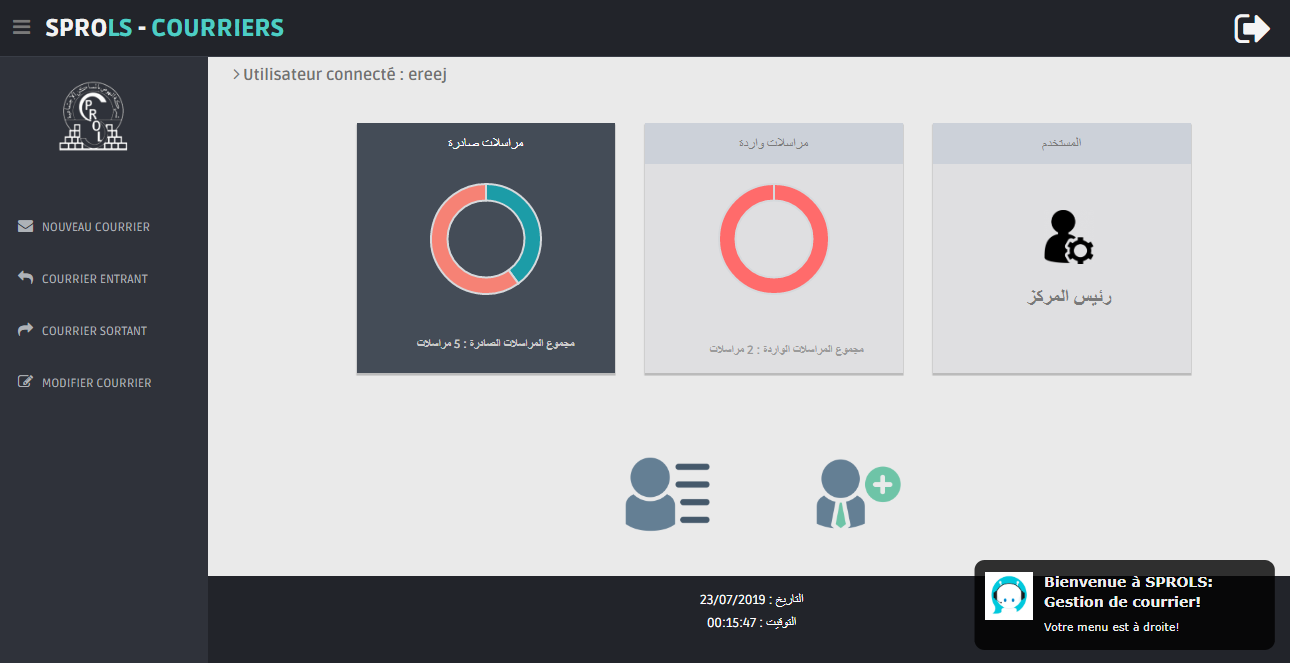 SPROLS - COURRIERS
Utilisateur connecté : ereej
PROL
NOUVEAU COURRIER
COURRIER ENTRANT
COURRIER SORTANT
MODIFIER COURRIER
مراسلات صادرة
مجموع المراسلات الصادرة : 5 مراسلات
مراسلات واردة
مجموع المراسلات الواردة : 2 مراسلات
المستخدم
رئيس المركز
التاريخ : 23/07/2019
التوقيت : 00:15:47
Bienvenue à SPROLS:
Gestion de courrier!
Votre menu est à droite!